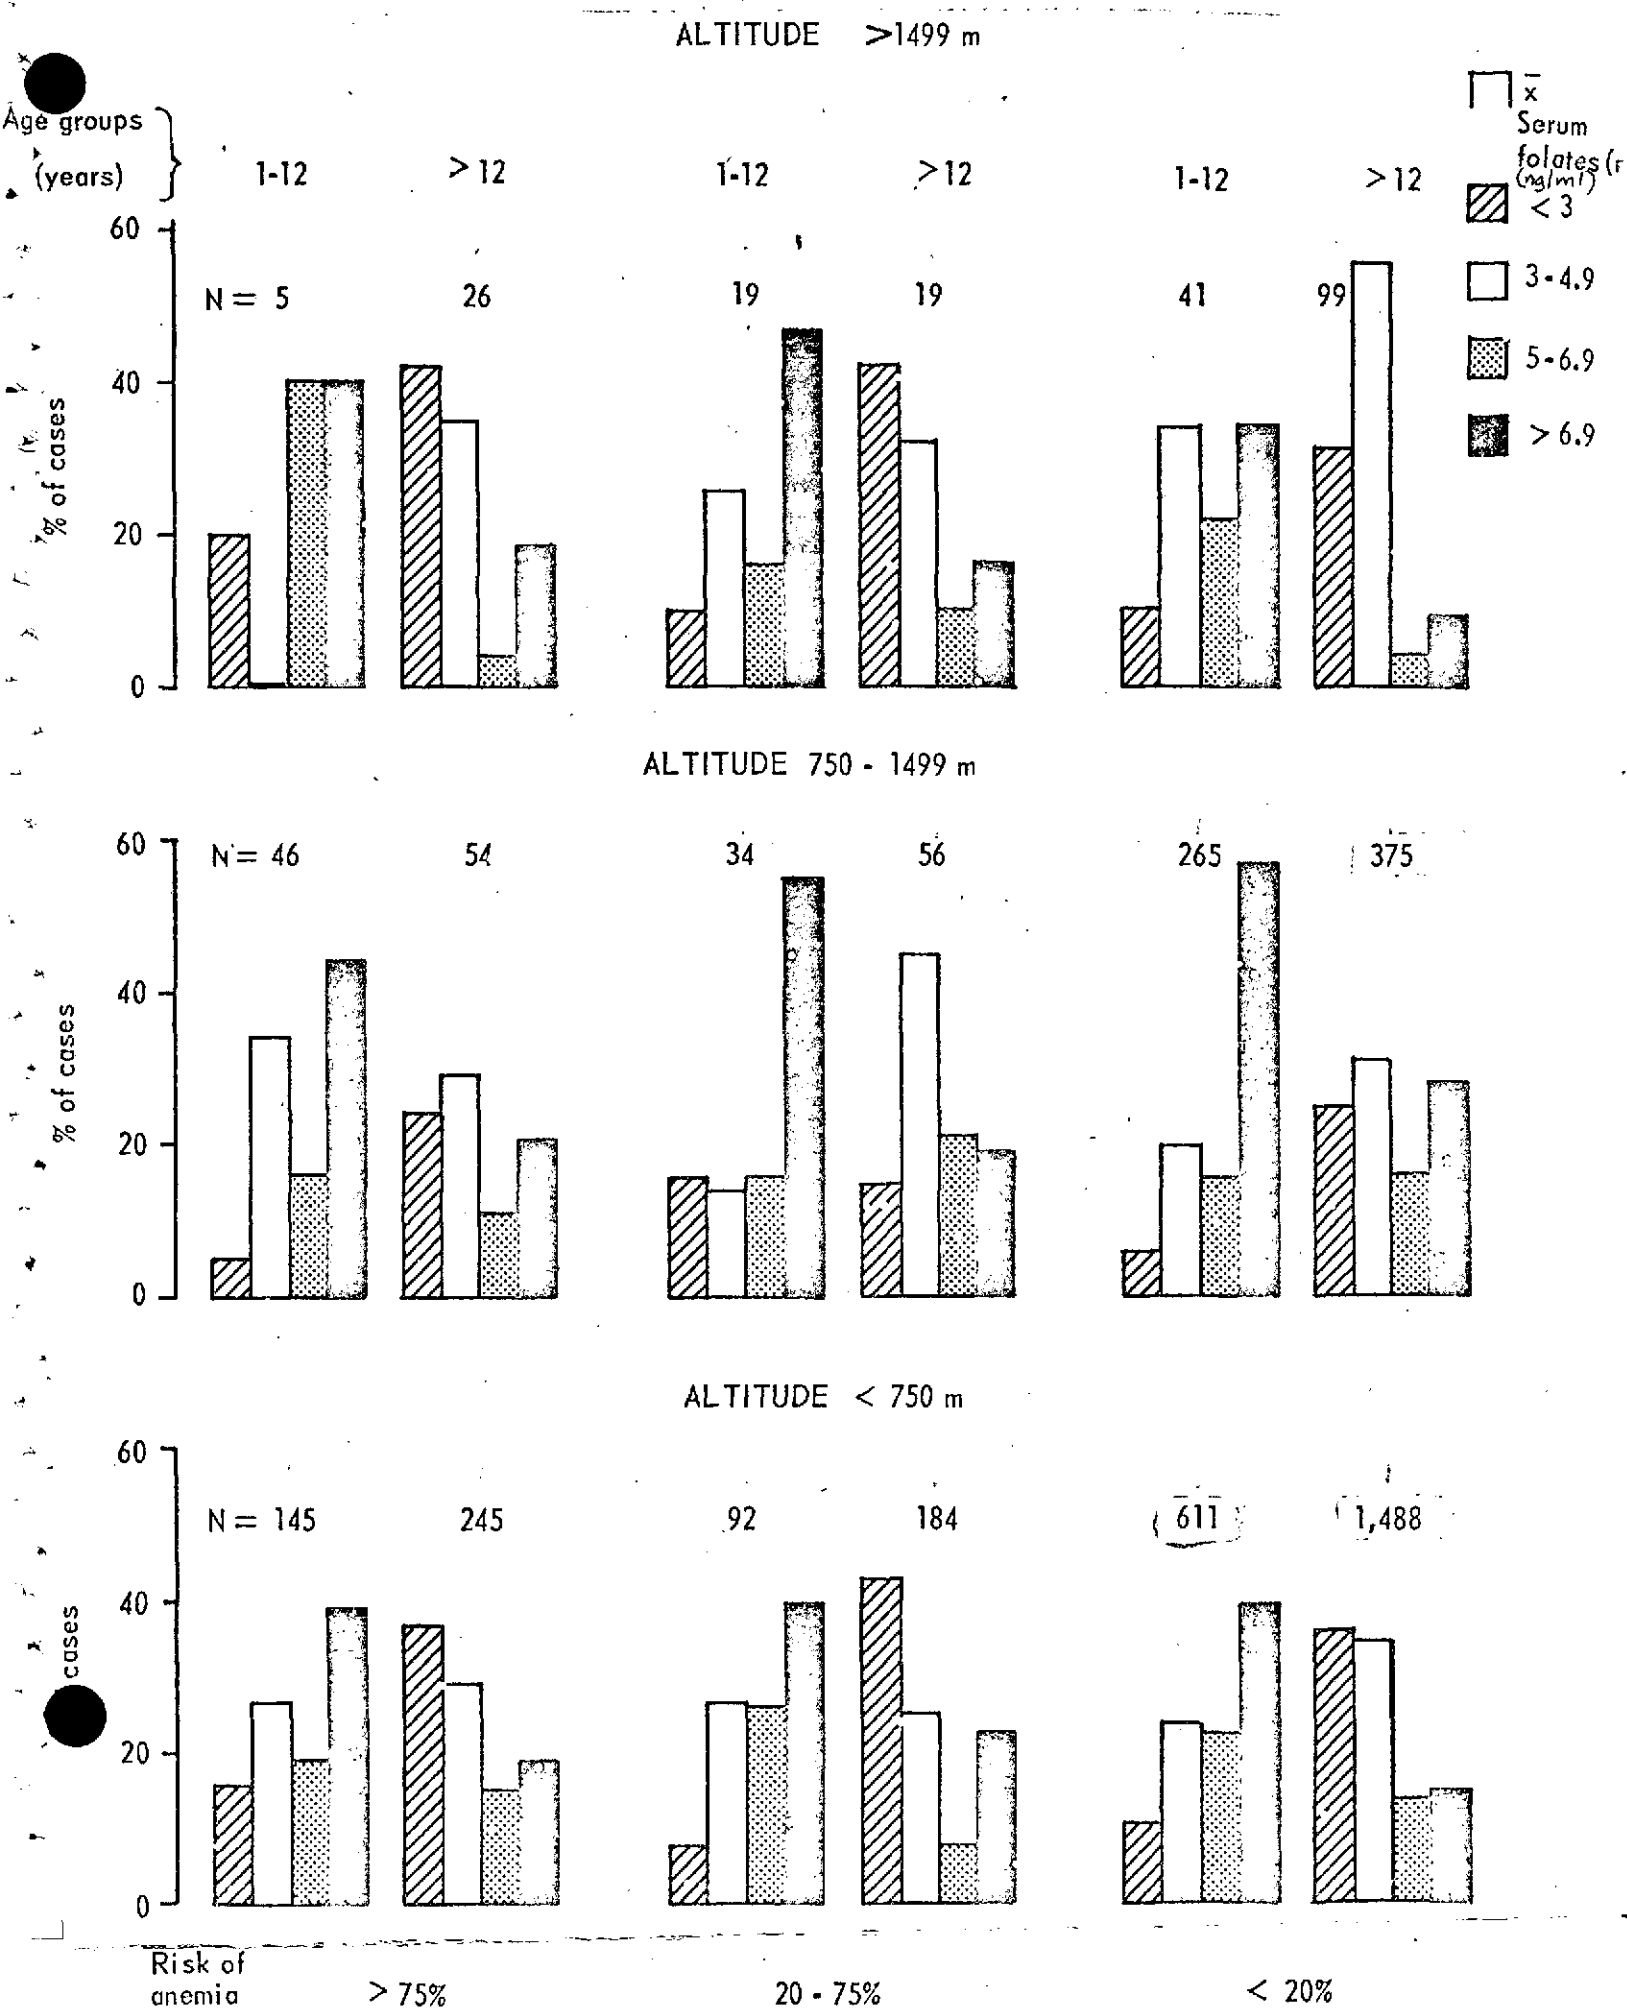 ALTITUDE >1499 m
x̄
Serum
folates (F
(ng/ml)
< 3
3-4.9
5-6.9
> 6.9
Age groups
(years)
1-12 > 12 1-12 > 12 1-12 > 12
60
40
20
0
% of cases
N = 5 26 19 19 41 99
ALTITUDE 750 - 1499 m
60
40
20
0
% of cases
N = 46 54 34 56 265 375
ALTITUDE < 750 m
60
40
20
0
cases
N = 145 245 92 184 611 1,488
Risk of
anemia > 75% 20 - 75% < 20%